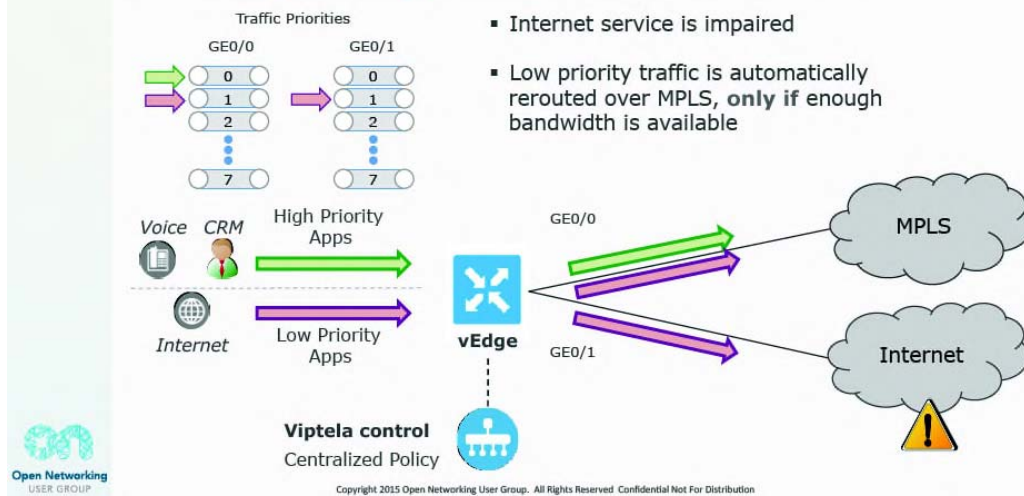 Traffic Priorities
GE0/0
GE0/1
0
0
1
1
2
2
7
7
▪ Internet service is impaired
▪ Low priority traffic is automatically
rerouted over MPLS, only if enough
bandwidth is available
Voice
CRM
High Priority
Apps
Internet
Low Priority
Apps
vEdge
GE0/0
GE0/1
MPLS
Internet
!
Viptela control
Centralized Policy
on
Open Networking
USER GROUP
Copyright 2015 Open Networking User Group. All Rights Reserved Confidential Not For Distribution